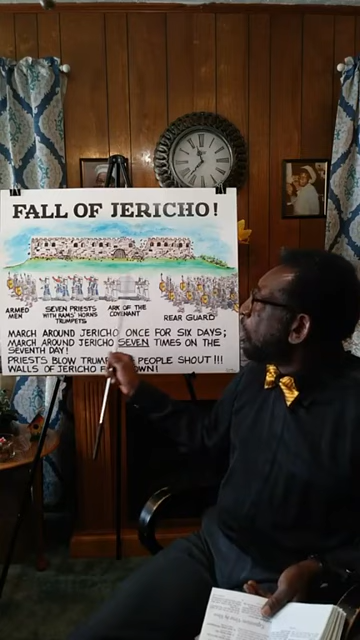 FALL OF JERICHO!
ARMED MEN
SEVEN PRIESTS WITH RAMS' HORNS TRUMPETS
ARK OF THE COVENANT
REAR GUARD
MARCH AROUND JERICHO ONCE FOR SIX DAYS;
MARCH AROUND JERICHO SEVEN TIMES ON THE
SEVENTH DAY!
PRIESTS BLOW PEOPLE SHOUT!!!
WALLS OF JERICHO